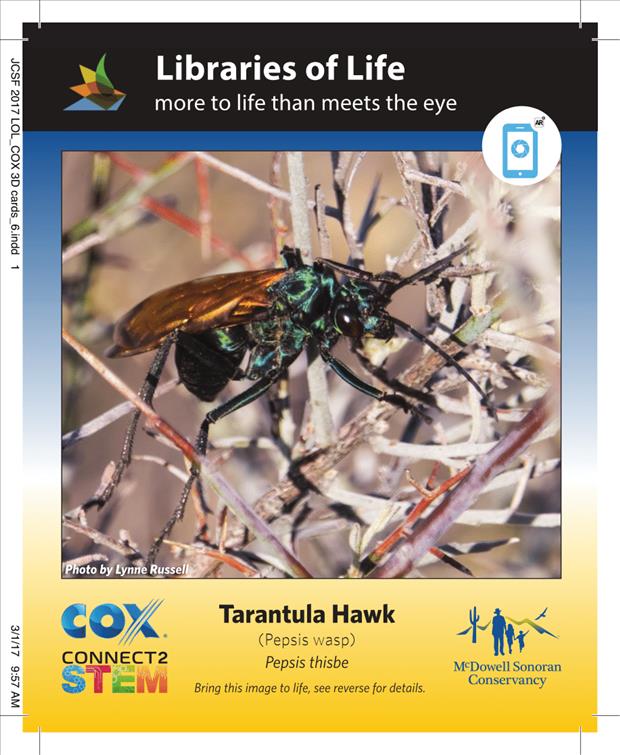 Libraries of Life
more to life than meets the eye
AR
JCSF 2017 LOL_COX 3D cards_6.indd 1
Photo by Lynne Russell
COX
CONNECT2
STEM
Tarantula Hawk
(Pepsis wasp)
Pepsis thisbe
Bring this image to life, see reverse for details.
McDowell Sonoran
Conservancy
3/1/17 9:57 AM